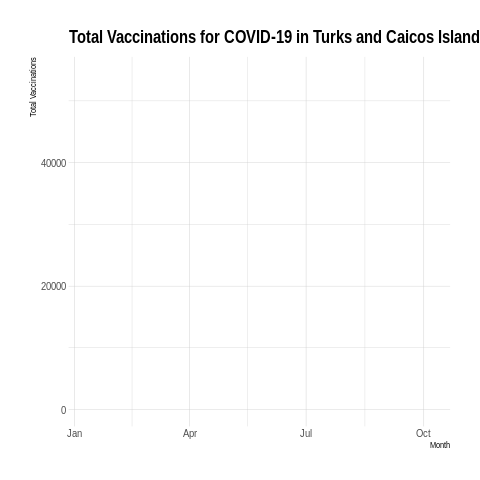 Total Vaccinations for COVID-19 in Turks and Caicos Island
Total Vaccinations
40000
20000
0
Jan Apr Jul Oct
Month